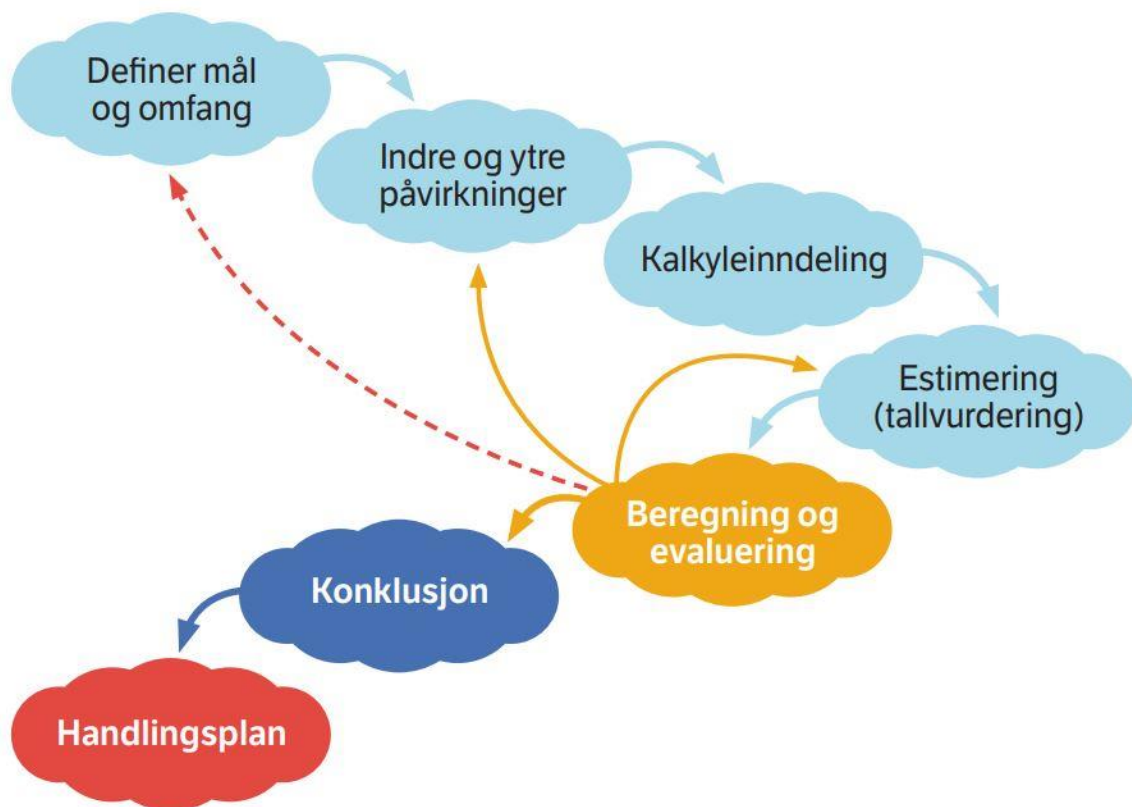 Definer mål
og omfang
Indre og ytre
påvirkninger
Kalkyleinndeling
Estimering
(tallvurdering)
Beregning og
evaluering
Konklusjon
Handlingsplan